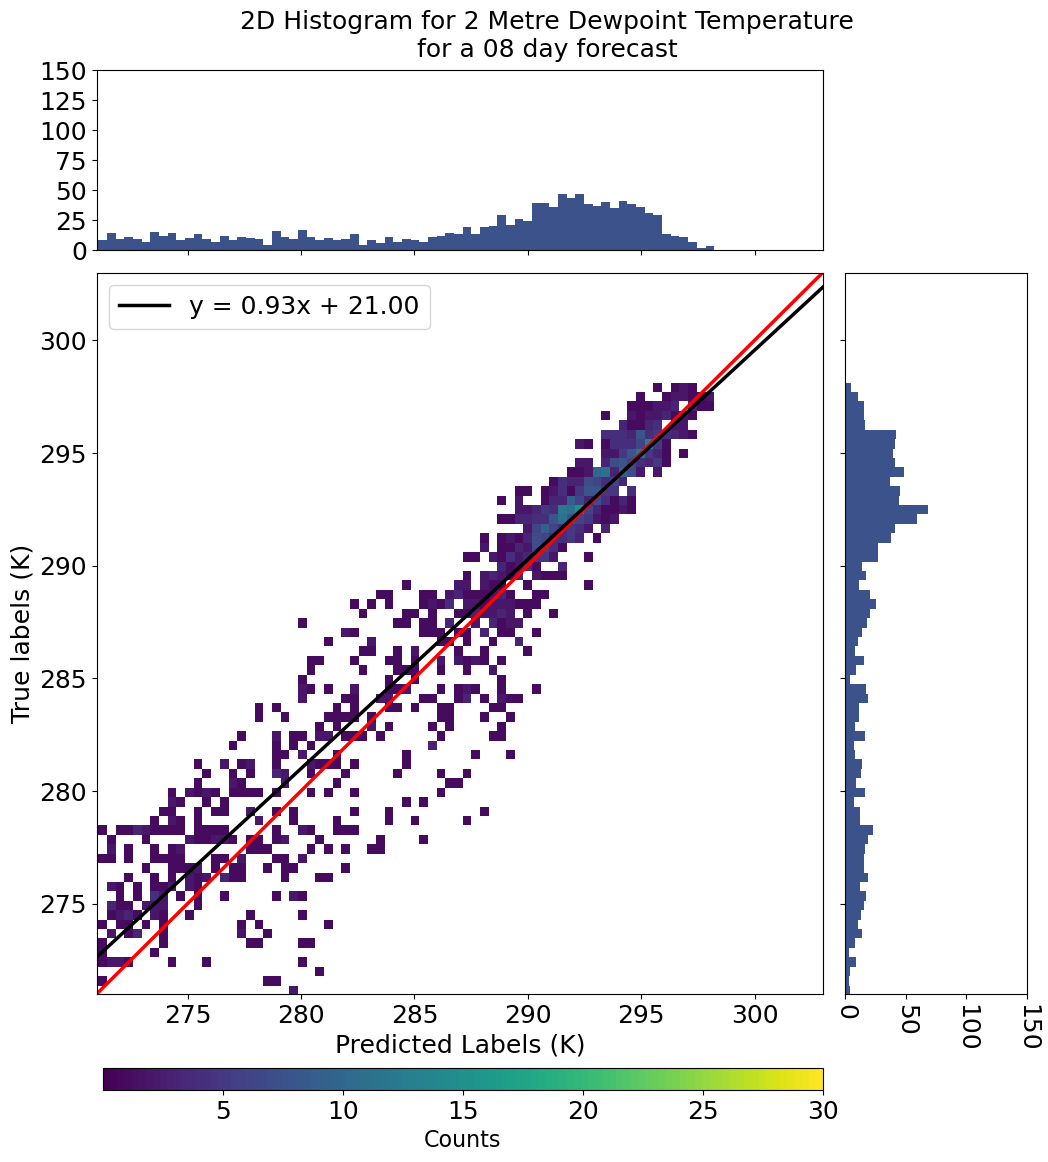 2D Histogram for 2 Metre Dewpoint Temperature
for a 08 day forecast
150
125
100
75
50
25
0
y = 0.93x + 21.00
300
295
290
285
280
275
True labels (K)
275 280 285 290 295 300
Predicted Labels (K)
0 50 100 150
5 10 15 20 25 30
Counts